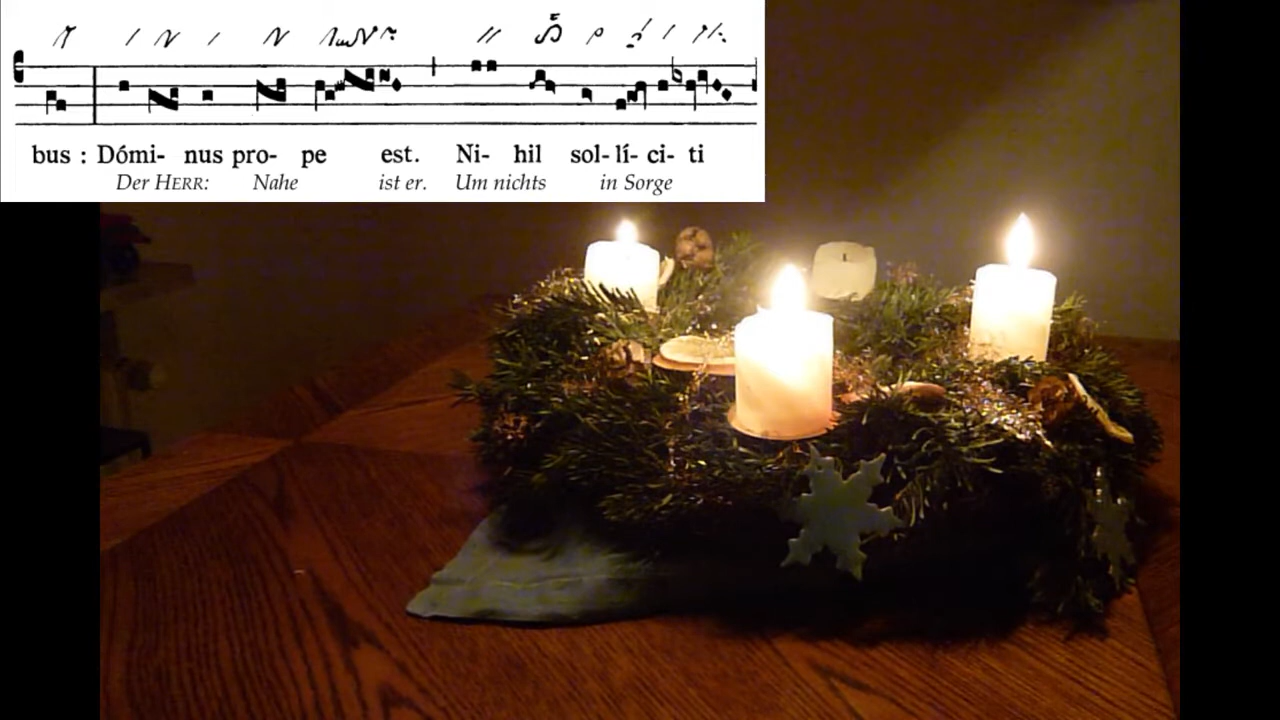 bus : Dómi- nus pro- pe est. Ni- hil sol- lí- ci- ti
Der HERR: Nahe ist er. Um nichts in Sorge